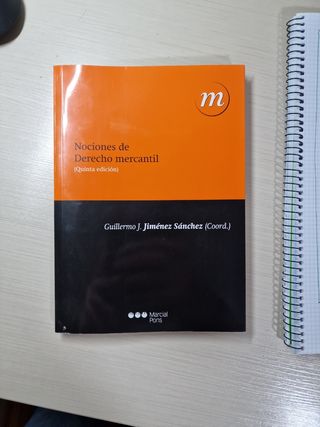 m
Nociones de
Derecho mercantil
(Quinta edición)
Guillermo J. Jiménez Sánchez (Coord.)
Marcial
Pons